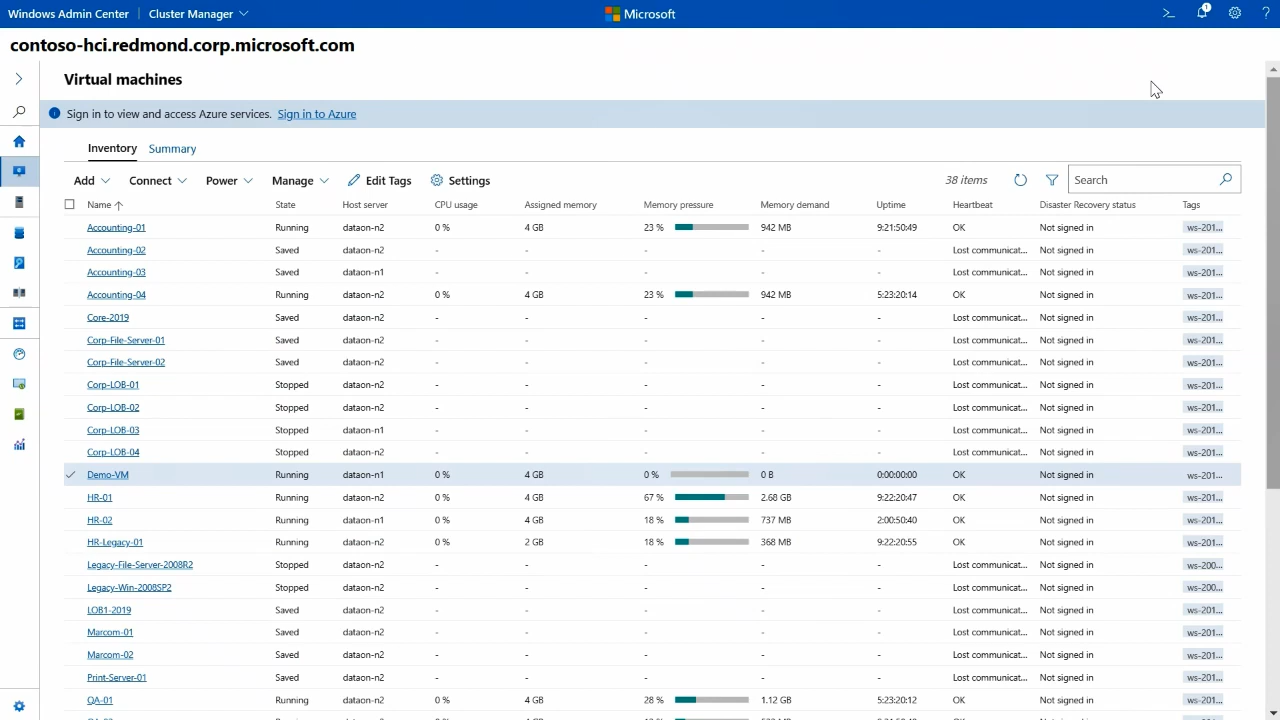 Windows Admin Center | Cluster Manager Microsoft 1 ?
contoso-hci.redmond.corp.microsoft.com
Virtual machines
Sign in to view and access Azure services. Sign in to Azure
Inventory Summary
Add Connect Power Manage Edit Tags Settings 38 items Search
Name State Host server CPU usage Assigned memory Memory pressure Memory demand Uptime Heartbeat Disaster Recovery status Tags
Accounting-01 Running dataon-n2 0 % 4 GB 23 % 942 MB 9:21:50:49 OK Not signed in ws-201...
Accounting-02 Saved dataon-n2 - - - - - Lost communicat... Not signed in ws-201...
Accounting-03 Saved dataon-n1 - - - - - Lost communicat... Not signed in ws-201...
Accounting-04 Running dataon-n2 0 % 4 GB 23 % 942 MB 5:23:20:14 OK Not signed in ws-201...
Core-2019 Saved dataon-n2 - - - - - Lost communicat... Not signed in ws-201...
Corp-File-Server-01 Saved dataon-n2 - - - - - Lost communicat... Not signed in ws-201...
Corp-File-Server-02 Saved dataon-n2 - - - - - Lost communicat... Not signed in ws-201...
Corp-LOB-01 Stopped dataon-n2 - - - - - Lost communicat... Not signed in ws-201...
Corp-LOB-02 Stopped dataon-n2 - - - - - Lost communicat... Not signed in ws-201...
Corp-LOB-03 Stopped dataon-n1 - - - - - Lost communicat... Not signed in ws-201...
Corp-LOB-04 Stopped dataon-n2 - - - - - Lost communicat... Not signed in ws-201...
Demo-VM Running dataon-n1 0 % 4 GB 0 % 0 B 0:00:00:00 OK Not signed in ws-201...
HR-01 Running dataon-n2 0 % 4 GB 67 % 2.68 GB 9:22:20:47 OK Not signed in ws-201...
HR-02 Running dataon-n1 0 % 4 GB 18 % 737 MB 2:00:50:40 OK Not signed in ws-201...
HR-Legacy-01 Running dataon-n2 0 % 2 GB 18 % 368 MB 9:22:20:55 OK Not signed in ws-201...
Legacy-File-Server-2008R2 Stopped dataon-n2 - - - - - Lost communicat... Not signed in ws-200...
Legacy-Win-2008SP2 Stopped dataon-n2 - - - - - Lost communicat... Not signed in ws-200...
LOB1-2019 Saved dataon-n2 - - - - - Lost communicat... Not signed in ws-201...
Marcom-01 Saved dataon-n2 - - - - - Lost communicat... Not signed in ws-201...
Marcom-02 Saved dataon-n2 - - - - - Lost communicat... Not signed in ws-201...
Print-Server-01 Saved dataon-n2 - - - - - Lost communicat... Not signed in ws-201...
QA-01 Running dataon-n2 0 % 4 GB 28 % 1.12 GB 5:23:20:12 OK Not signed in ws-201...